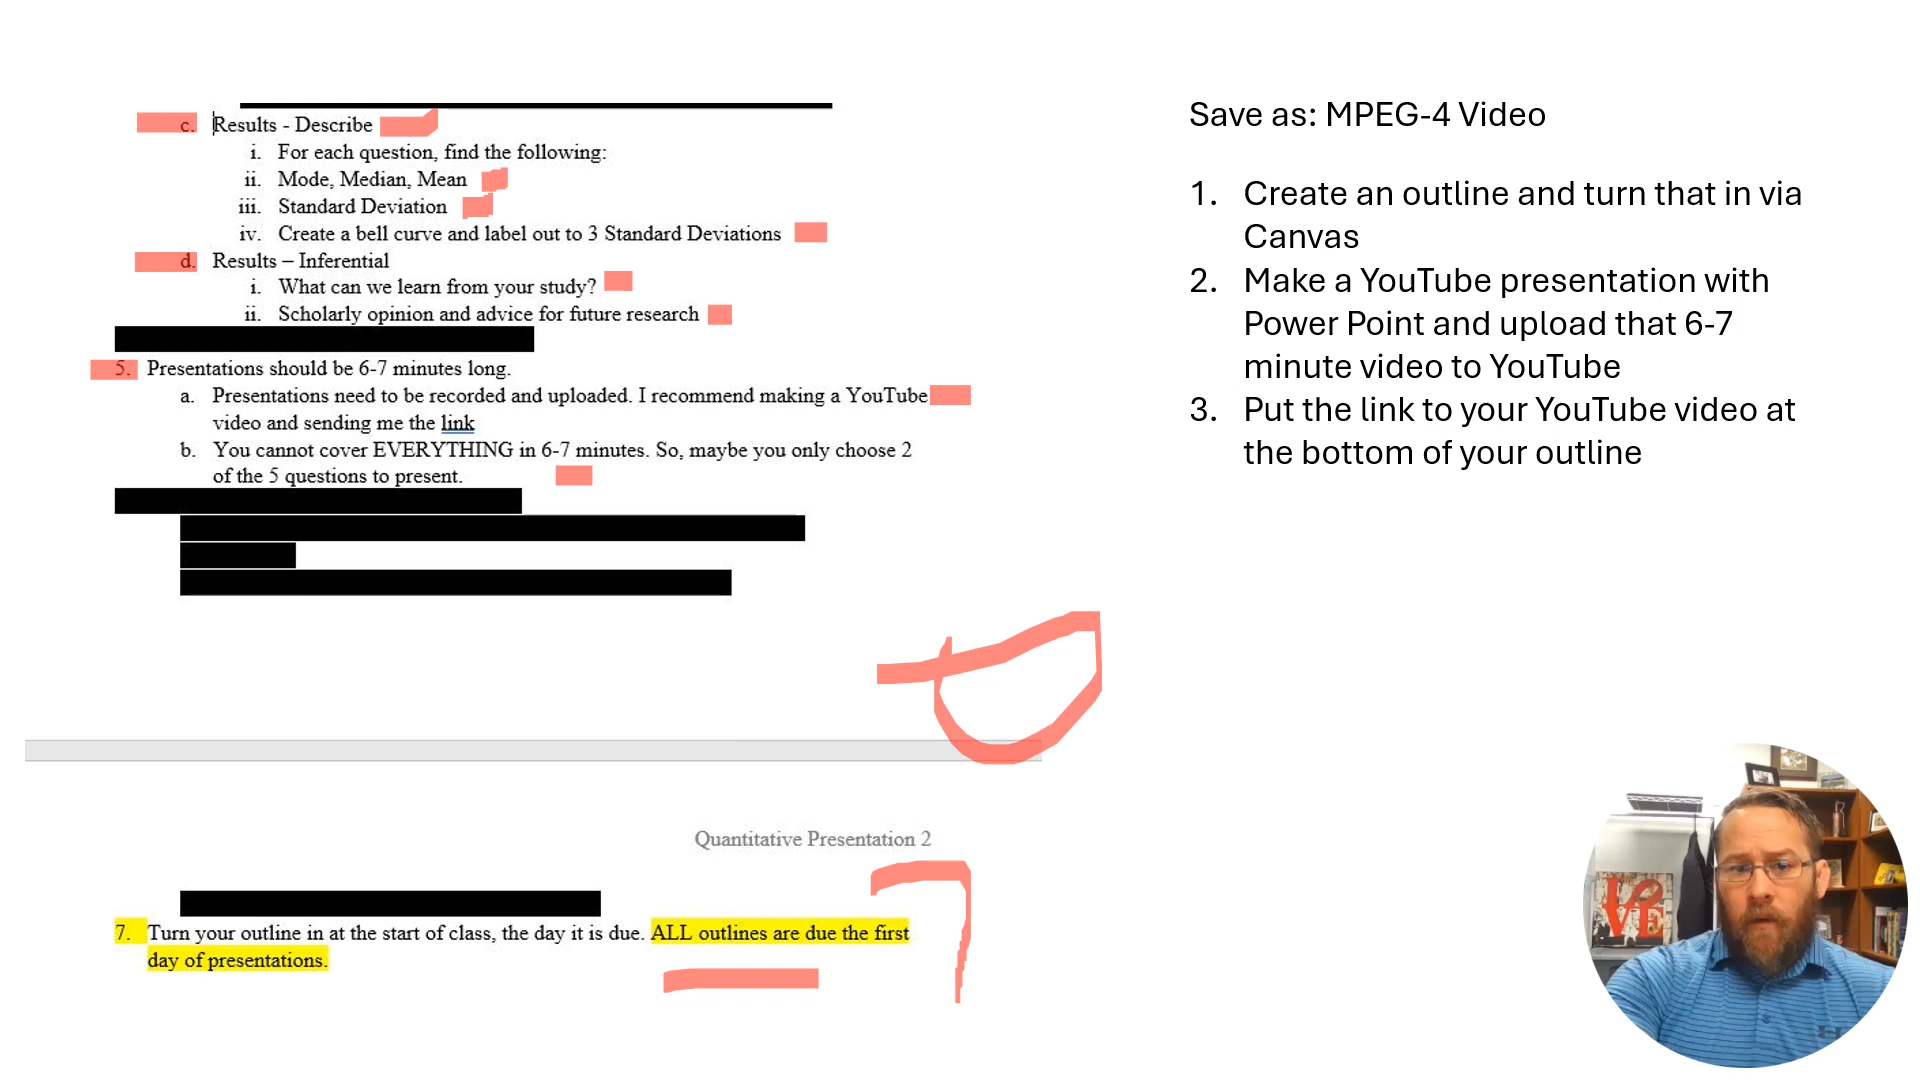 c. Results - Describe
i. For each question, find the following:
ii. Mode, Median, Mean
iii. Standard Deviation
iv. Create a bell curve and label out to 3 Standard Deviations
d. Results – Inferential
i. What can we learn from your study?
ii. Scholarly opinion and advice for future research
5. Presentations should be 6-7 minutes long.
a. Presentations need to be recorded and uploaded. I recommend making a YouTube
video and sending me the link
b. You cannot cover EVERYTHING in 6-7 minutes. So, maybe you only choose 2
of the 5 questions to present.
Quantitative Presentation 2
7. Turn your outline in at the start of class, the day it is due. ALL outlines are due the first
day of presentations.
Save as: MPEG-4 Video
1. Create an outline and turn that in via
Canvas
2. Make a YouTube presentation with
Power Point and upload that 6-7
minute video to YouTube
3. Put the link to your YouTube video at
the bottom of your outline
LOVE